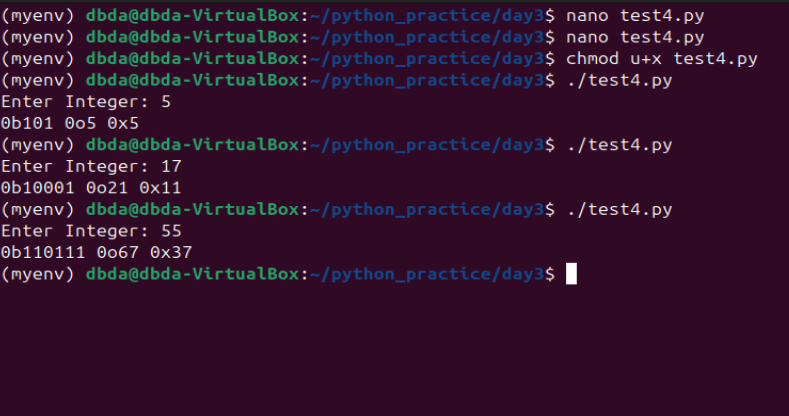 (myenv) dbda@dbda-VirtualBox:~/python_practice/day3$ nano test4.py
(myenv) dbda@dbda-VirtualBox:~/python_practice/day3$ nano test4.py
(myenv) dbda@dbda-VirtualBox:~/python_practice/day3$ chmod u+x test4.py
(myenv) dbda@dbda-VirtualBox:~/python_practice/day3$ ./test4.py
Enter Integer: 5
0b101 0o5 0x5
(myenv) dbda@dbda-VirtualBox:~/python_practice/day3$ ./test4.py
Enter Integer: 17
0b10001 0o21 0x11
(myenv) dbda@dbda-VirtualBox:~/python_practice/day3$ ./test4.py
Enter Integer: 55
0b110111 0o67 0x37
(myenv) dbda@dbda-VirtualBox:~/python_practice/day3$